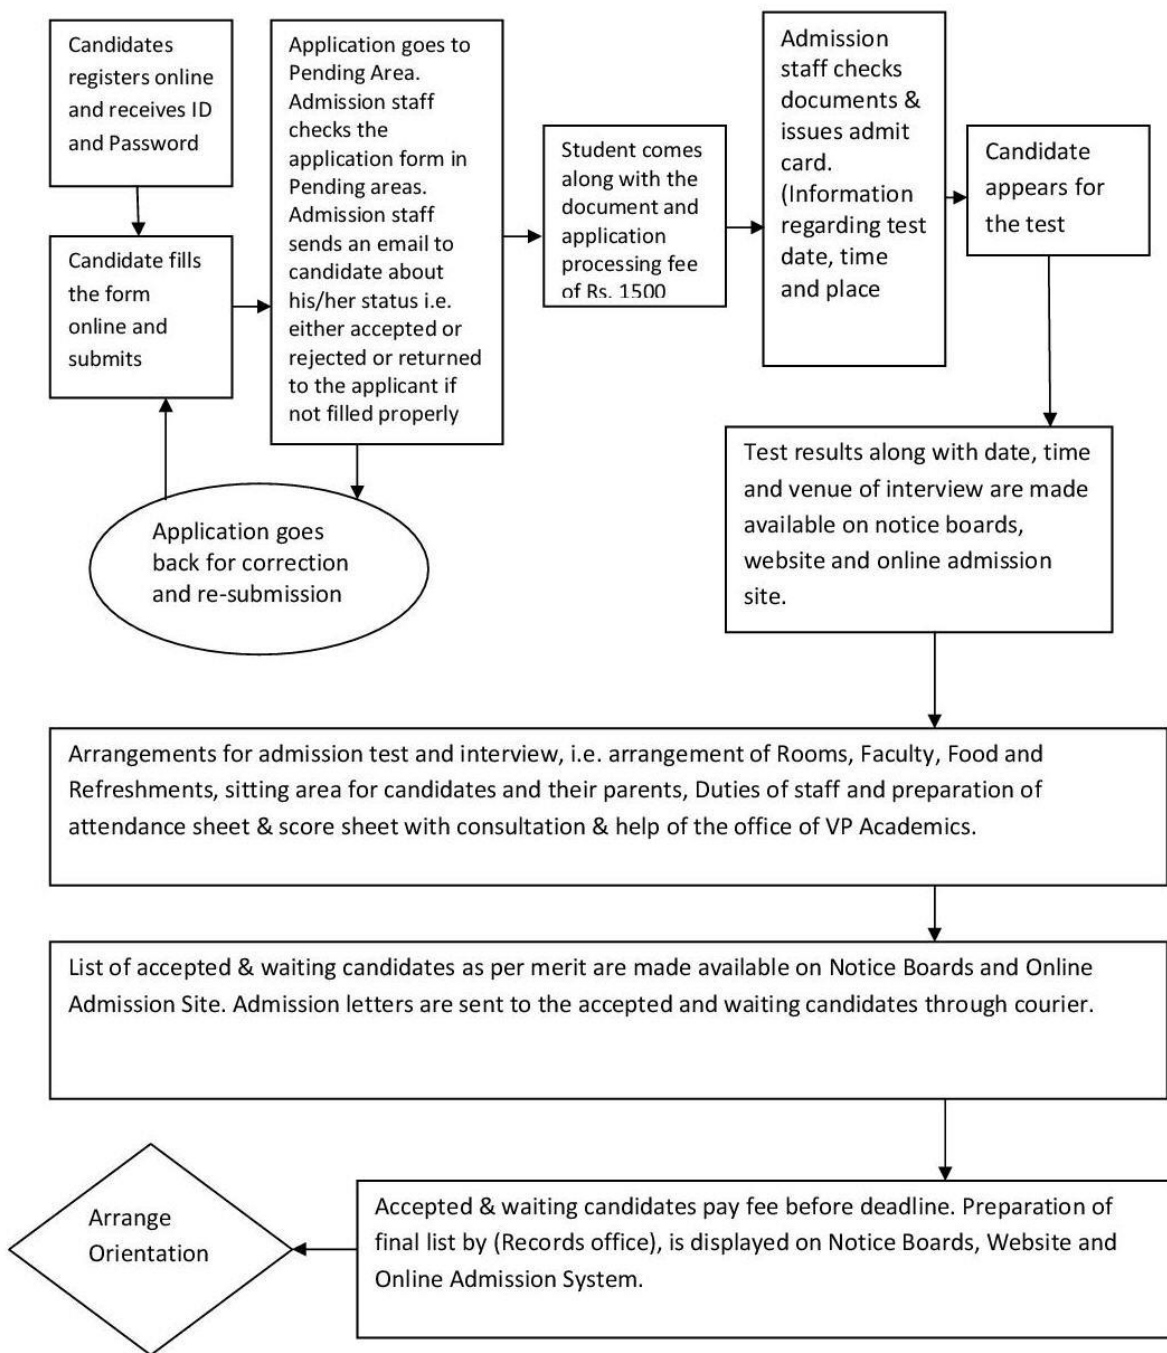 Candidates
registers online
and receives ID
and Password
Candidate fills
the form
online and
submits
Application goes to
Pending Area.
Admission staff
checks the
application form in
Pending areas.
Admission staff
sends an email to
candidate about
his/her status i.e.
either accepted or
rejected or returned
to the applicant if
not filled properly
Application goes
back for correction
and re-submission
Student comes
along with the
document and
application
processing fee
of Rs. 1500
Admission
staff checks
documents &
issues admit
card.
(Information
regarding test
date, time
and place
Candidate
appears for
the test
Test results along with date, time
and venue of interview are made
available on notice boards,
website and online admission
site.
Arrangements for admission test and interview, i.e. arrangement of Rooms, Faculty, Food and
Refreshments, sitting area for candidates and their parents, Duties of staff and preparation of
attendance sheet & score sheet with consultation & help of the office of VP Academics.
List of accepted & waiting candidates as per merit are made available on Notice Boards and Online
Admission Site. Admission letters are sent to the accepted and waiting candidates through courier.
Accepted & waiting candidates pay fee before deadline. Preparation of
final list by (Records office), is displayed on Notice Boards, Website and
Online Admission System.
Arrange
Orientation